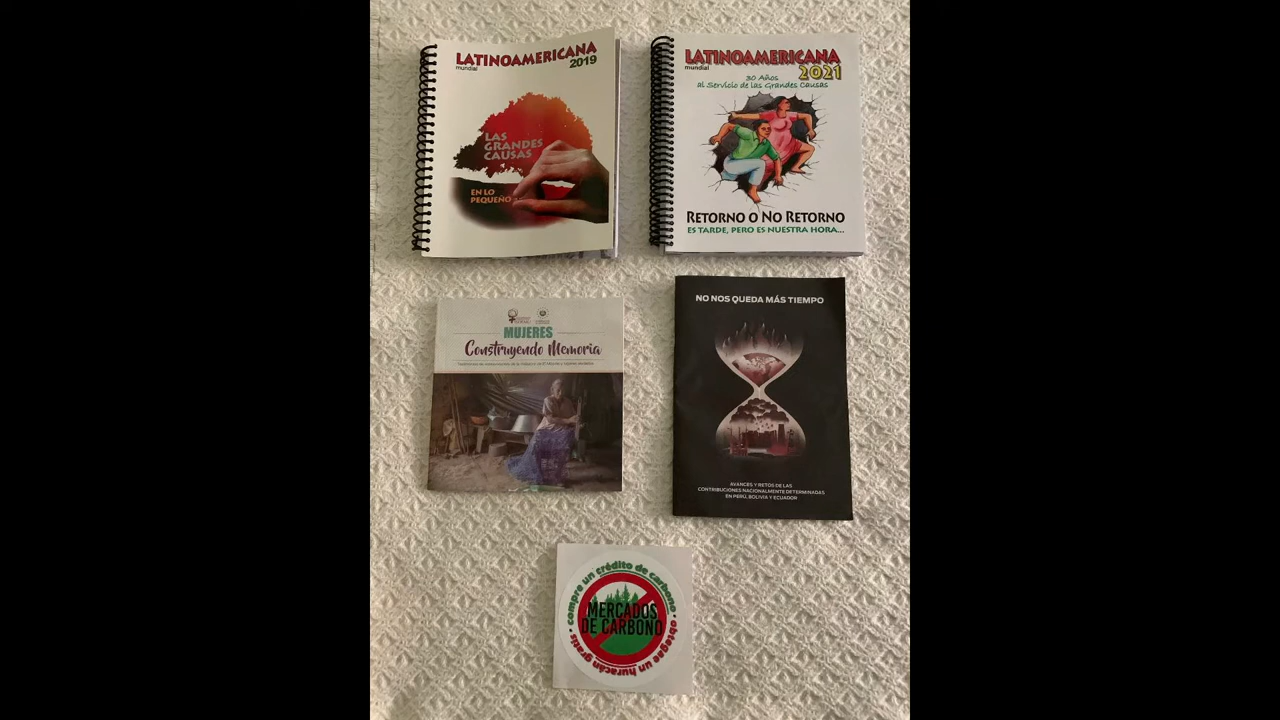 LATINOAMERICANA
mundial
2019
LAS
GRANDES
CAUSAS
EN LO
PEQUEÑO
LATINOAMERICANA
mundial
2021
30 Años
al Servicio de las Grandes Causas
RETORNO O NO RETORNO
ES TARDE, PERO ES NUESTRA HORA...
MUJERES
Construyendo Memoria
NO NOS QUEDA MÁS TIEMPO
AVANCES Y RETOS DE LAS
CONTRIBUCIONES NACIONALMENTE DETERMINADAS
EN PERÚ, BOLIVIA Y ECUADOR
compre un crédito de carbono
obtegae un huracán gratis
MERCADOS
DE CARBONO